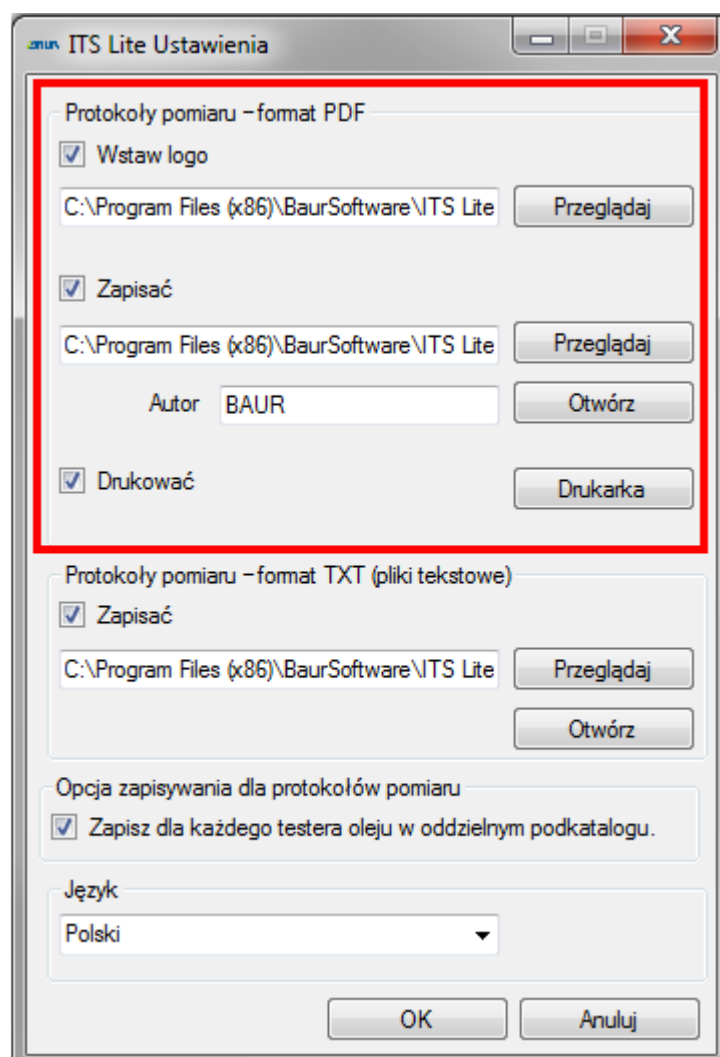 BAUR ITS Lite Ustawienia
Protokoły pomiaru – format PDF
Wstaw logo
C:\Program Files (x86)\BaurSoftware\ITS Lite Przeglądaj
Zapisać
C:\Program Files (x86)\BaurSoftware\ITS Lite Przeglądaj
Autor BAUR Otwórz
Drukować Drukarka
Protokoły pomiaru – format TXT (pliki tekstowe)
Zapisać
C:\Program Files (x86)\BaurSoftware\ITS Lite Przeglądaj
Otwórz
Opcja zapisywania dla protokołów pomiaru
Zapisz dla każdego testera oleju w oddzielnym podkatalogu.
Język
Polski
OK Anuluj